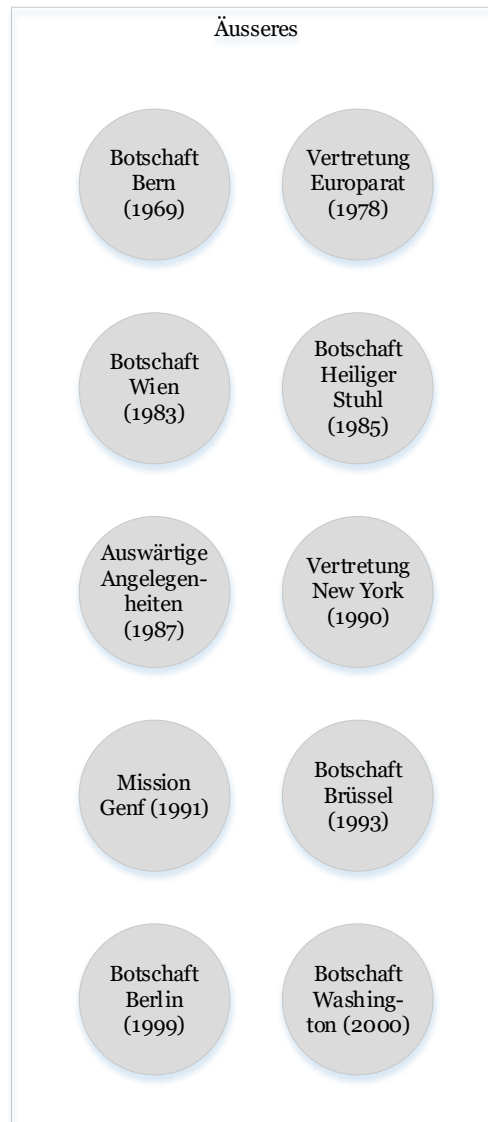 Äusseres
Botschaft
Bern
(1969)
Vertretung
Europarat
(1978)
Botschaft
Wien
(1983)
Botschaft
Heiliger
Stuhl
(1985)
Auswärtige
Angelegen-
heiten
(1987)
Vertretung
New York
(1990)
Mission
Genf (1991)
Botschaft
Brüssel
(1993)
Botschaft
Berlin
(1999)
Botschaft
Washing-
ton (2000)